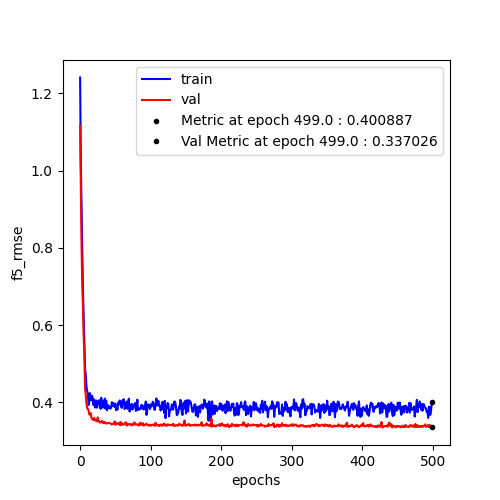 train
val
Metric at epoch 499.0 : 0.400887
Val Metric at epoch 499.0 : 0.337026
1.2
1.0
0.8
0.6
0.4
f5_rmse
0 100 200 300 400 500
epochs